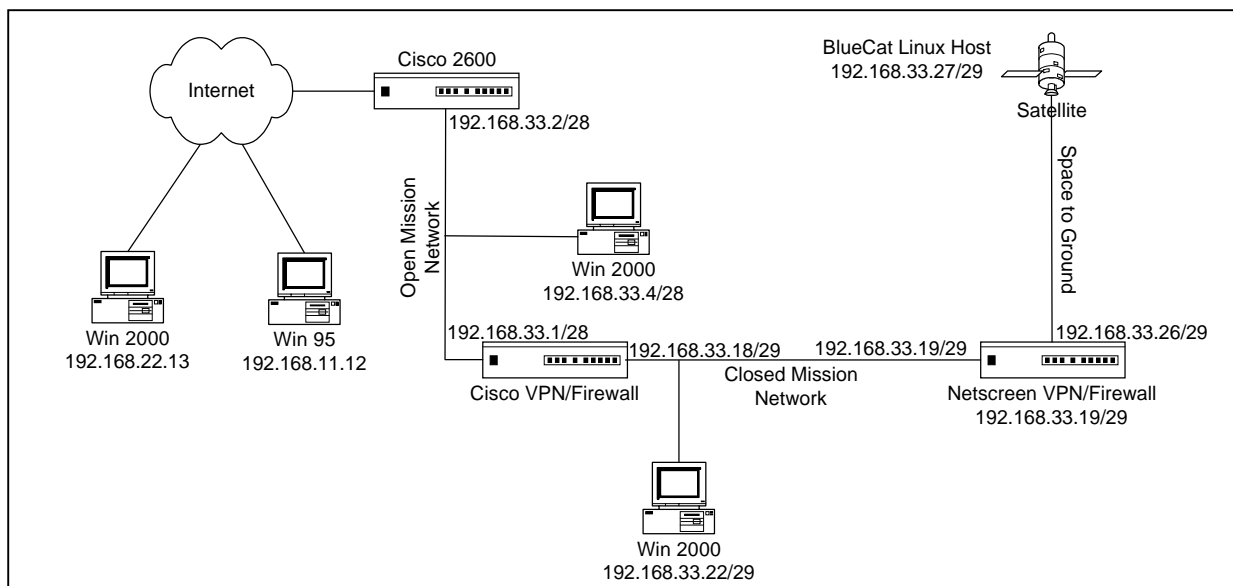 BlueCat Linux Host
192.168.33.27/29
Satellite
Cisco 2600
Internet
192.168.33.2/28
Open Mission
Network
Space to Ground
Win 2000
192.168.33.4/28
Win 2000
192.168.22.13
Win 95
192.168.11.12
192.168.33.1/28
Cisco VPN/Firewall
192.168.33.18/29
192.168.33.19/29
Closed Mission
Network
192.168.33.26/29
Netscreen VPN/Firewall
192.168.33.19/29
Win 2000
192.168.33.22/29